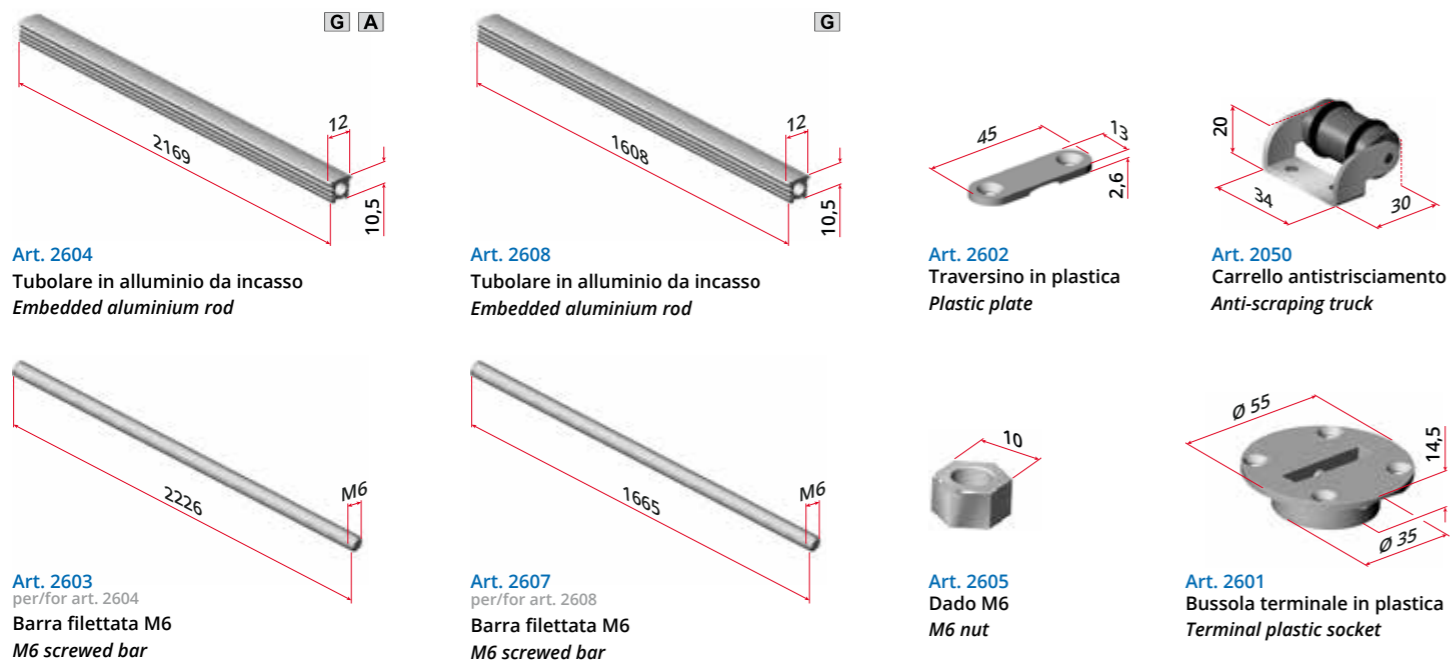 G A
12
2169
10,5
Art. 2604
Tubolare in alluminio da incasso
Embedded aluminium rod
G
12
1608
10,5
Art. 2608
Tubolare in alluminio da incasso
Embedded aluminium rod
45
13
2,6
Art. 2602
Traversino in plastica
Plastic plate
20
34
30
Art. 2050
Carrello antistrisciamento
Anti-scraping truck
M6
2226
Art. 2603
per/for art. 2604
Barra filettata M6
M6 screwed bar
M6
1665
Art. 2607
per/for art. 2608
Barra filettata M6
M6 screwed bar
10
Art. 2605
Dado M6
M6 nut
Ø 55
14,5
Ø 35
Art. 2601
Bussola terminale in plastica
Terminal plastic socket